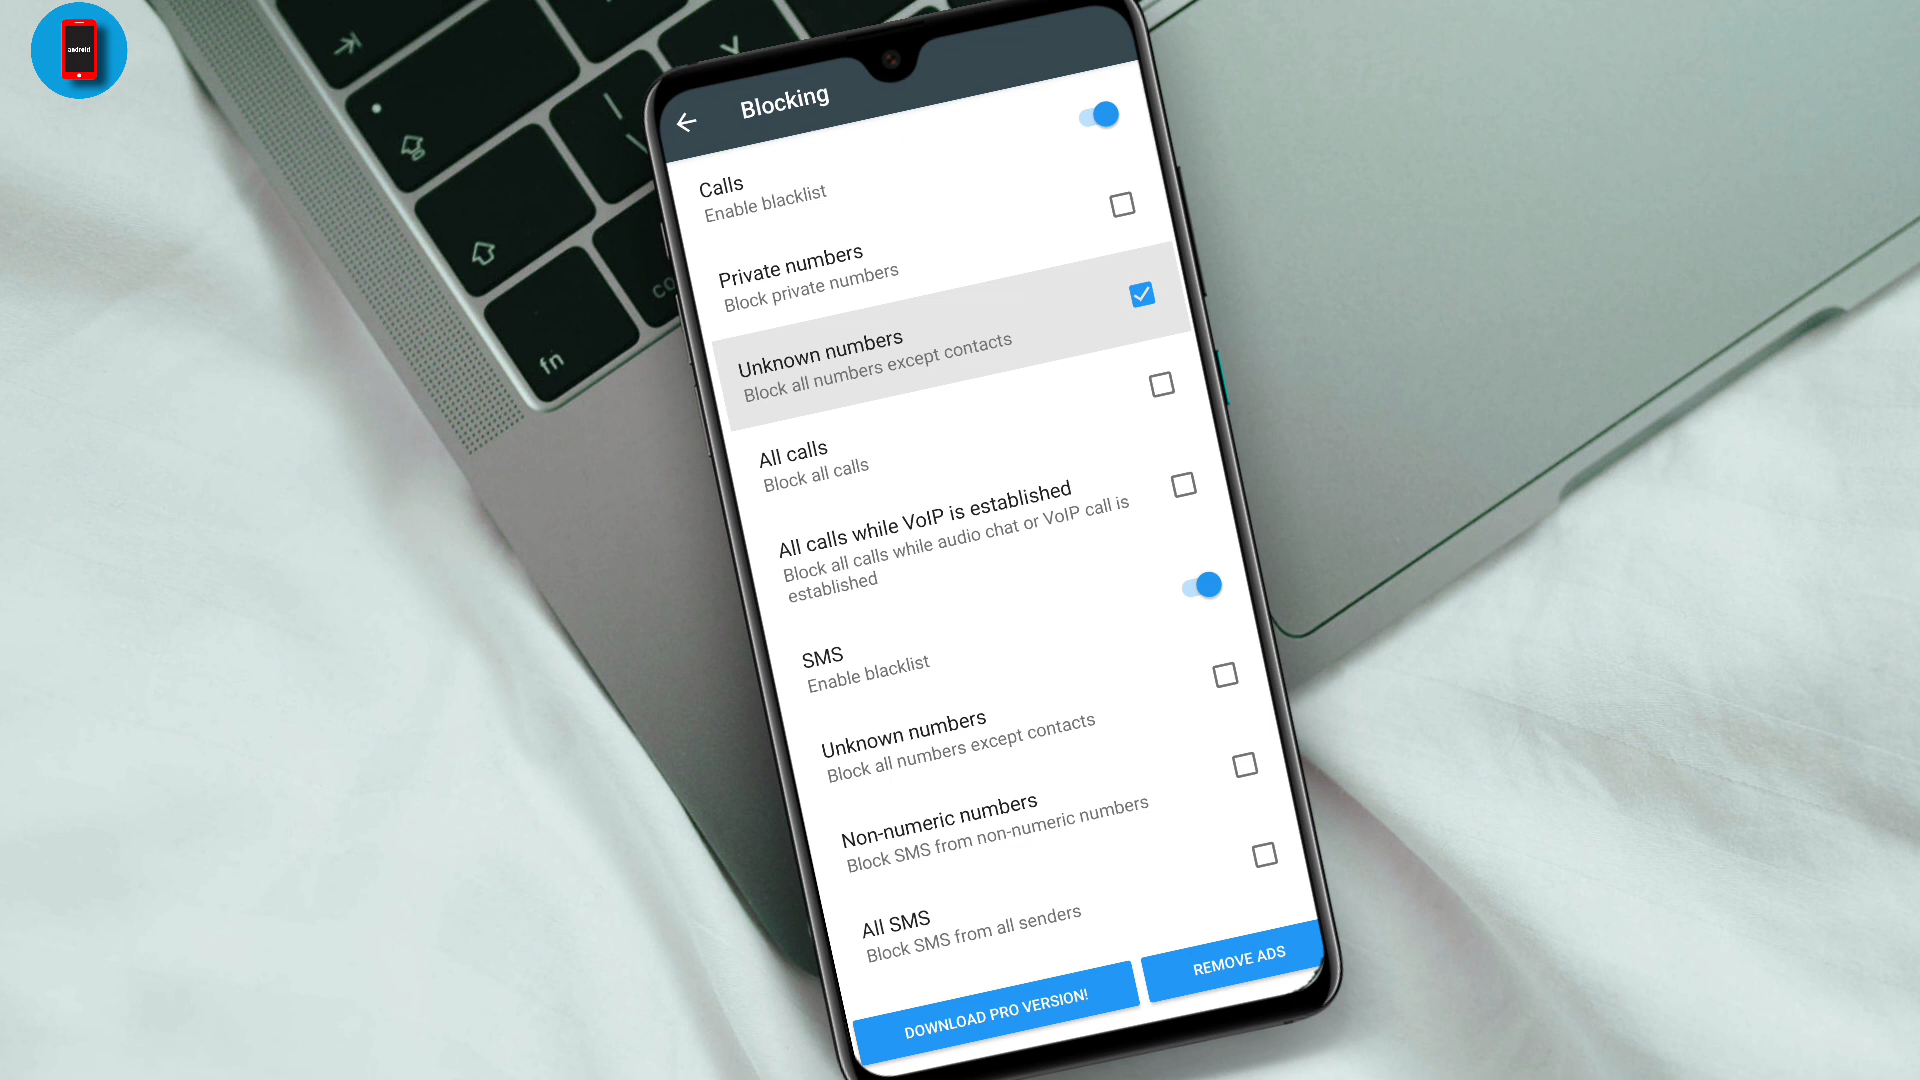 android
Blocking
Calls
Enable blacklist
Private numbers
Block private numbers
Unknown numbers
Block all numbers except contacts
All calls
Block all calls
All calls while VoIP is established
Block all calls while audio chat or VoIP call is
established
SMS
Enable blacklist
Unknown numbers
Block all numbers except contacts
Non-numeric numbers
Block SMS from non-numeric numbers
All SMS
Block SMS from all senders
DOWNLOAD PRO VERSION!
REMOVE ADS
fn
co